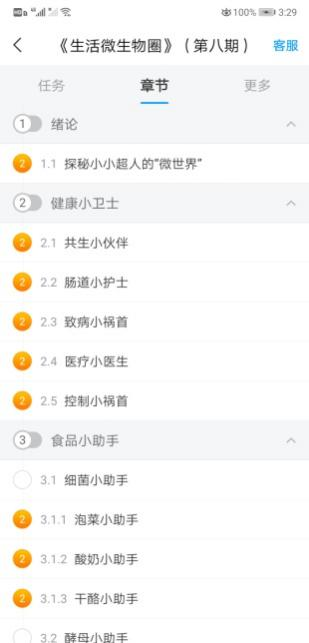 100% 3:29
《生活微生物圈》（第八期） 客服
任务 章节 更多
1 绪论
2 1.1 探秘小小超人的“微世界”
2 健康小卫士
2 2.1 共生小伙伴
2 2.2 肠道小护士
2 2.3 致病小祸首
2 2.4 医疗小医生
2 2.5 控制小祸首
3 食品小助手
3.1 细菌小助手
2 3.1.1 泡菜小助手
2 3.1.2 酸奶小助手
2 3.1.3 干酪小助手
3.2 酵母小助手